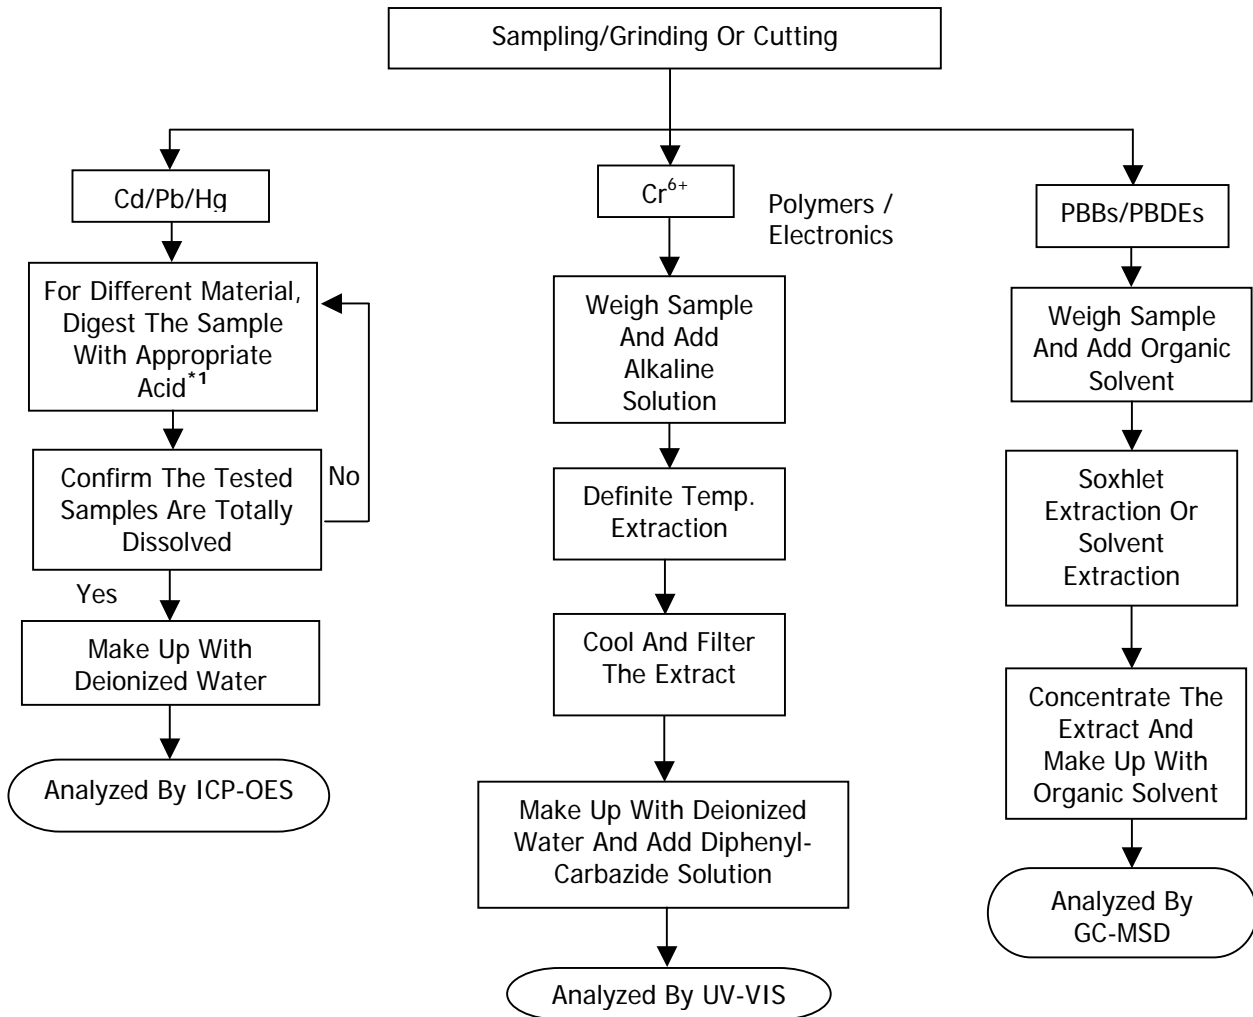 Sampling/Grinding Or Cutting
Cd/Pb/Hg
For Different Material,
Digest The Sample
With Appropriate
Acid*1
Confirm The Tested
Samples Are Totally
Dissolved
No
Yes
Make Up With
Deionized Water
Analyzed By ICP-OES
Cr6+
Polymers /
Electronics
Weigh Sample
And Add
Alkaline
Solution
Definite Temp.
Extraction
Cool And Filter
The Extract
Make Up With Deionized
Water And Add Diphenyl-
Carbazide Solution
Analyzed By UV-VIS
PBBs/PBDEs
Weigh Sample
And Add Organic
Solvent
Soxhlet
Extraction Or
Solvent
Extraction
Concentrate The
Extract And
Make Up With
Organic Solvent
Analyzed By
GC-MSD